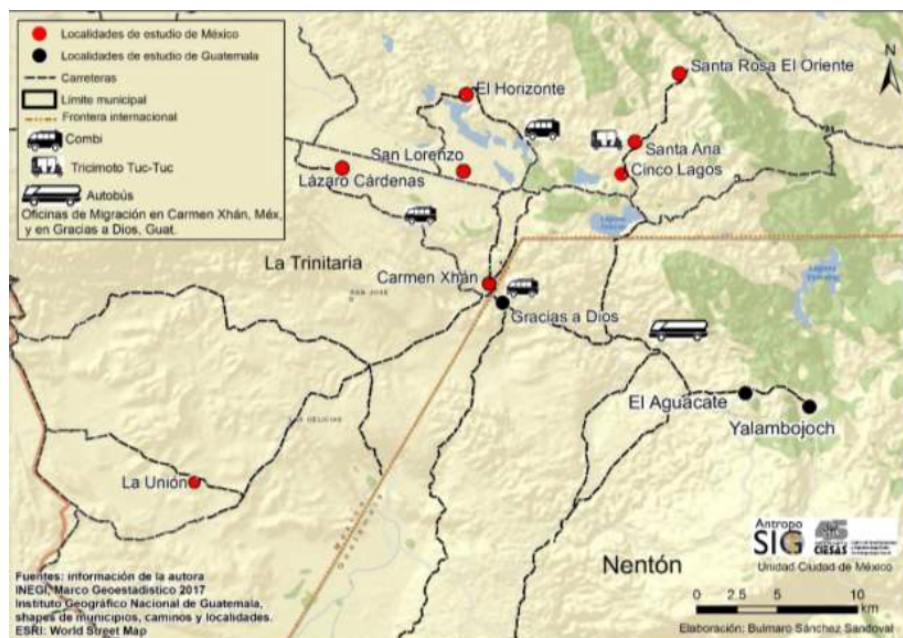 Localidades de estudio de México
Localidades de estudio de Guatemala
Carreteras
Límite municipal
Frontera internacional
Combi
Tricimoto Tuc-Tuc
Autobús
Oficinas de Migración en Carmen Xhán, Méx,
y en Gracias a Dios, Guat.
N
Santa Rosa El Oriente
El Horizonte
Santa Ana
San Lorenzo
Cinco Lagos
Lázaro Cárdenas
La Trinitaria
Carmen Xhán
SAN JOSE
Gracias a Dios
El Aguacate
Yalambojoch
LAS DELICIAS
La Unión
Nentón
Antropo
SIG
CIESAS
Unidad Ciudad de México
0 2.5 5 10
km
Elaboración: Bulmaro Sánchez Sandoval
Fuentes: información de la autora
INEGI, Marco Geoestadístico 2017
Instituto Geográfico Nacional de Guatemala,
shapes de municipios, caminos y localidades.
ESRI: World Street Map